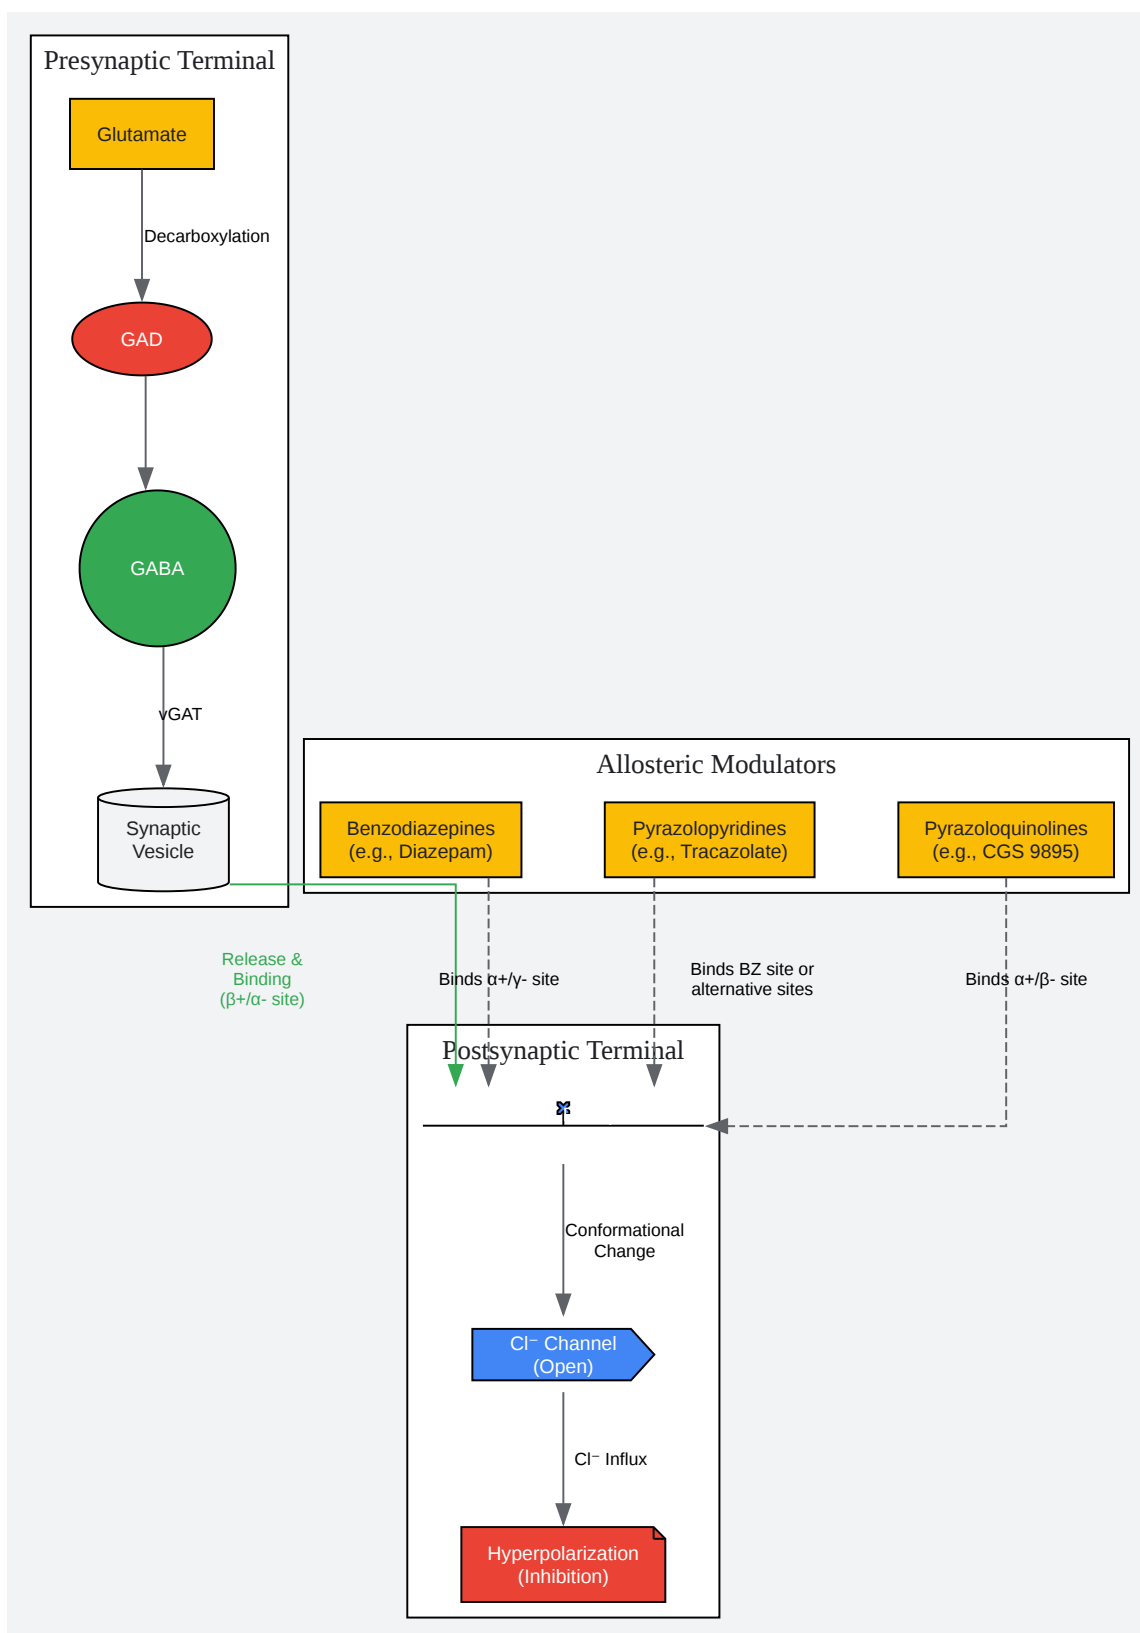 Presynaptic Terminal
Glutamate
Decarboxylation
GAD
GABA
vGAT
Synaptic
Vesicle
Allosteric Modulators
Benzodiazepines
(e.g., Diazepam)
Pyrazolopyridines
(e.g., Tracazolate)
Pyrazoloquinolines
(e.g., CGS 9895)
Release &
Binding
(β+/α- site)
Binds α+/γ- site
Binds BZ site or
alternative sites
Binds α+/β- site
Postsynaptic Terminal
Conformational
Change
Cl⁻ Channel
(Open)
Cl⁻ Influx
Hyperpolarization
(Inhibition)